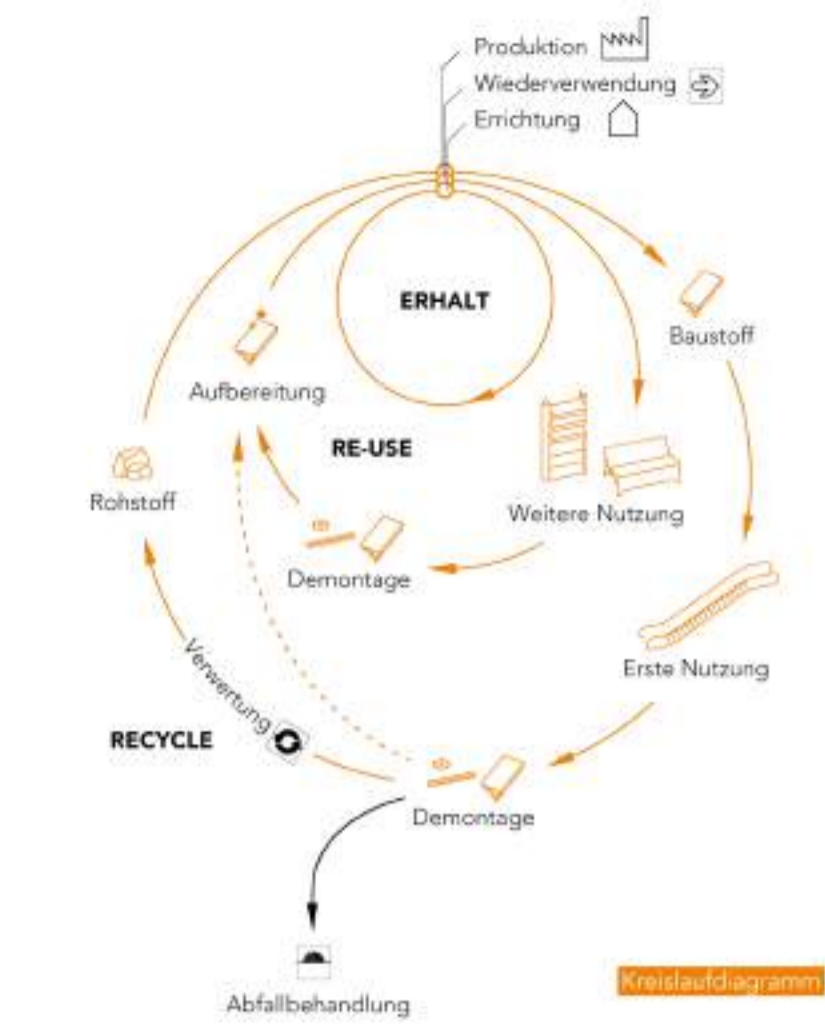 Produktion
Wiederverwendung
Errichtung
ERHALT
Baustoff
Aufbereitung
RE-USE
Rohstoff
Weitere Nutzung
Demontage
Erste Nutzung
Verwertung
RECYCLE
Demontage
Abfallbehandlung
Kreislaufdiagramm